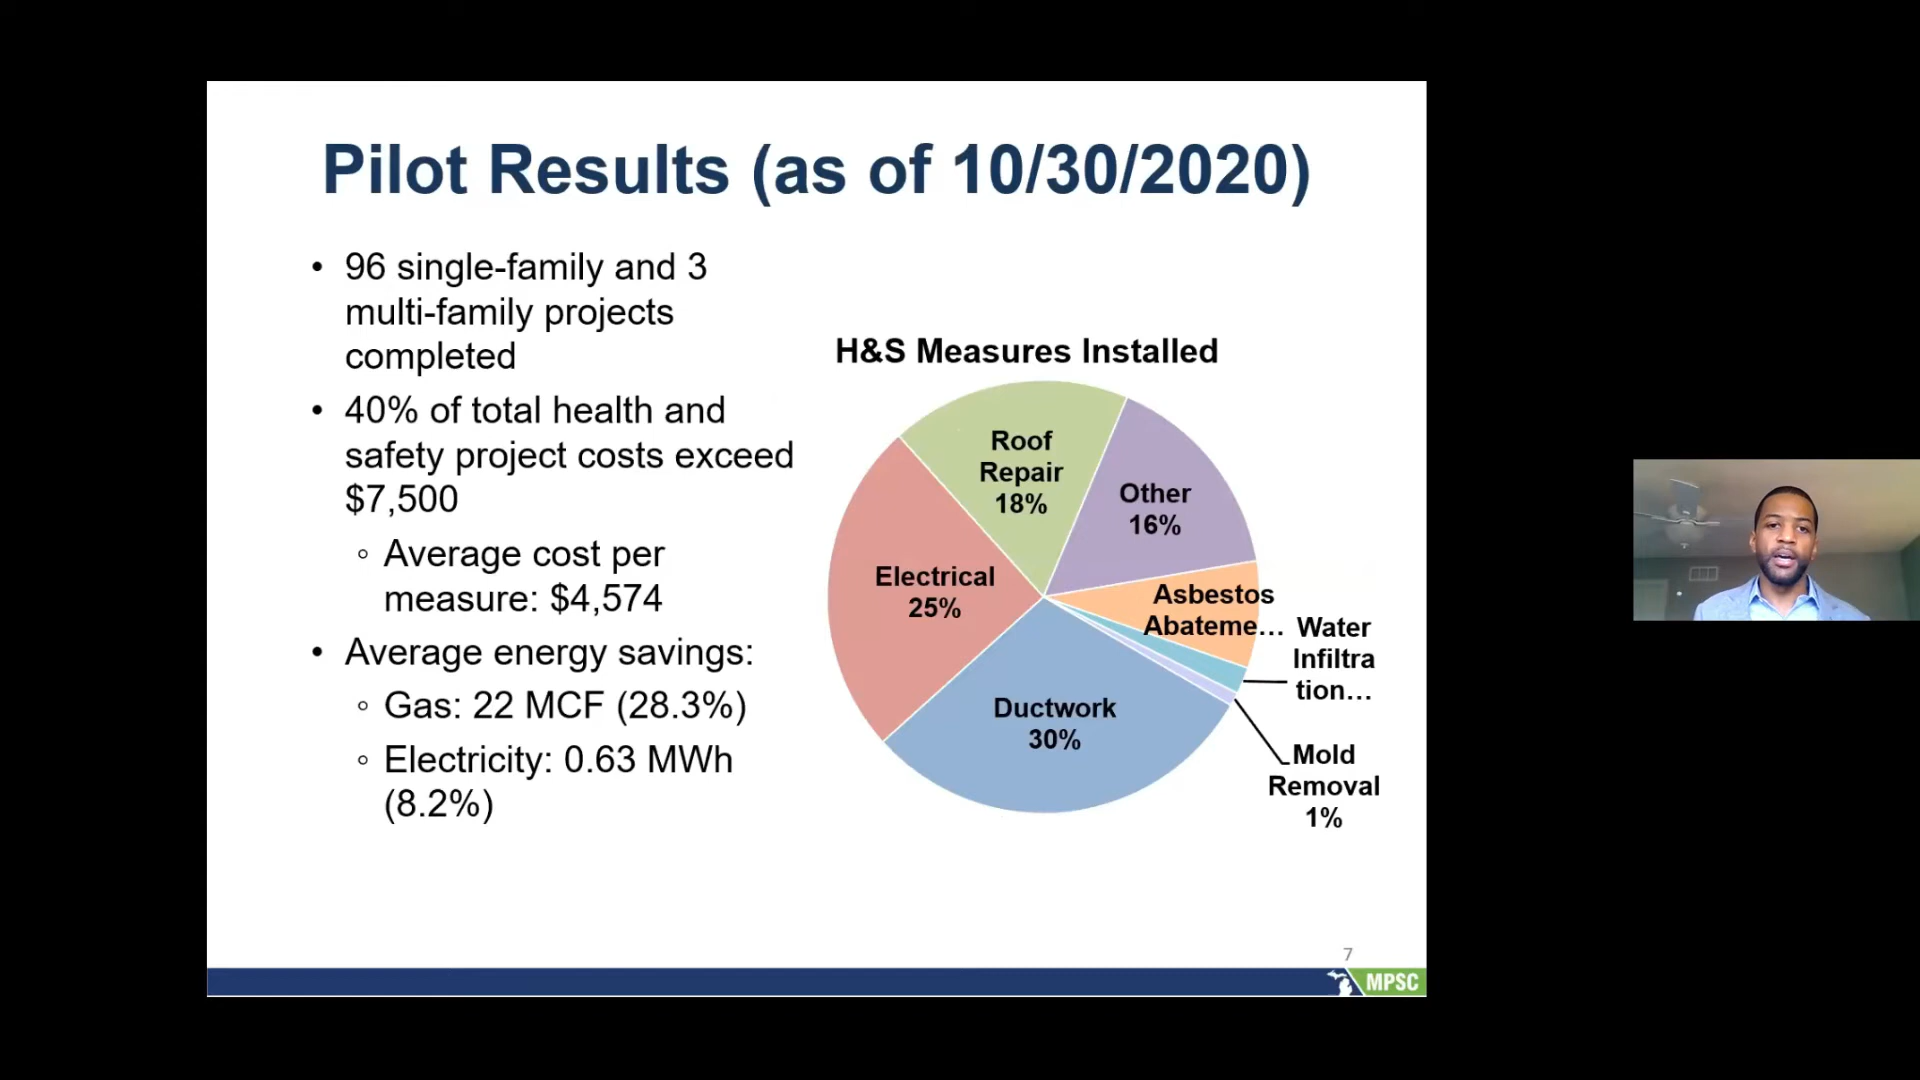 Pilot Results (as of 10/30/2020)
• 96 single-family and 3
multi-family projects
completed
• 40% of total health and
safety project costs exceed
$7,500
◦ Average cost per
measure: $4,574
• Average energy savings:
◦ Gas: 22 MCF (28.3%)
◦ Electricity: 0.63 MWh
(8.2%)
H&S Measures Installed
Roof
Repair
18%
Other
16%
Electrical
25%
Asbestos
Abateme…
Water
Infiltra
tion…
Ductwork
30%
Mold
Removal
1%
7
MPSC